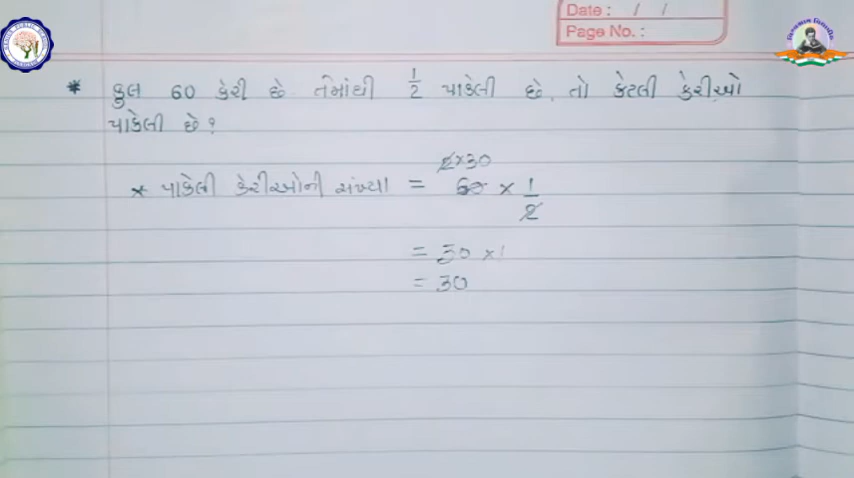 Date : / /
Page No. :
* કુલ 60 કેરી છે તેમાંથી 1/2 પાકેલી છે. તો કેટલી કેરીઓ
પાકેલી છે?
2×30
* પાકેલી કેરીઓની સંખ્યા = 60 × 1/2
= 30 × 1
= 30